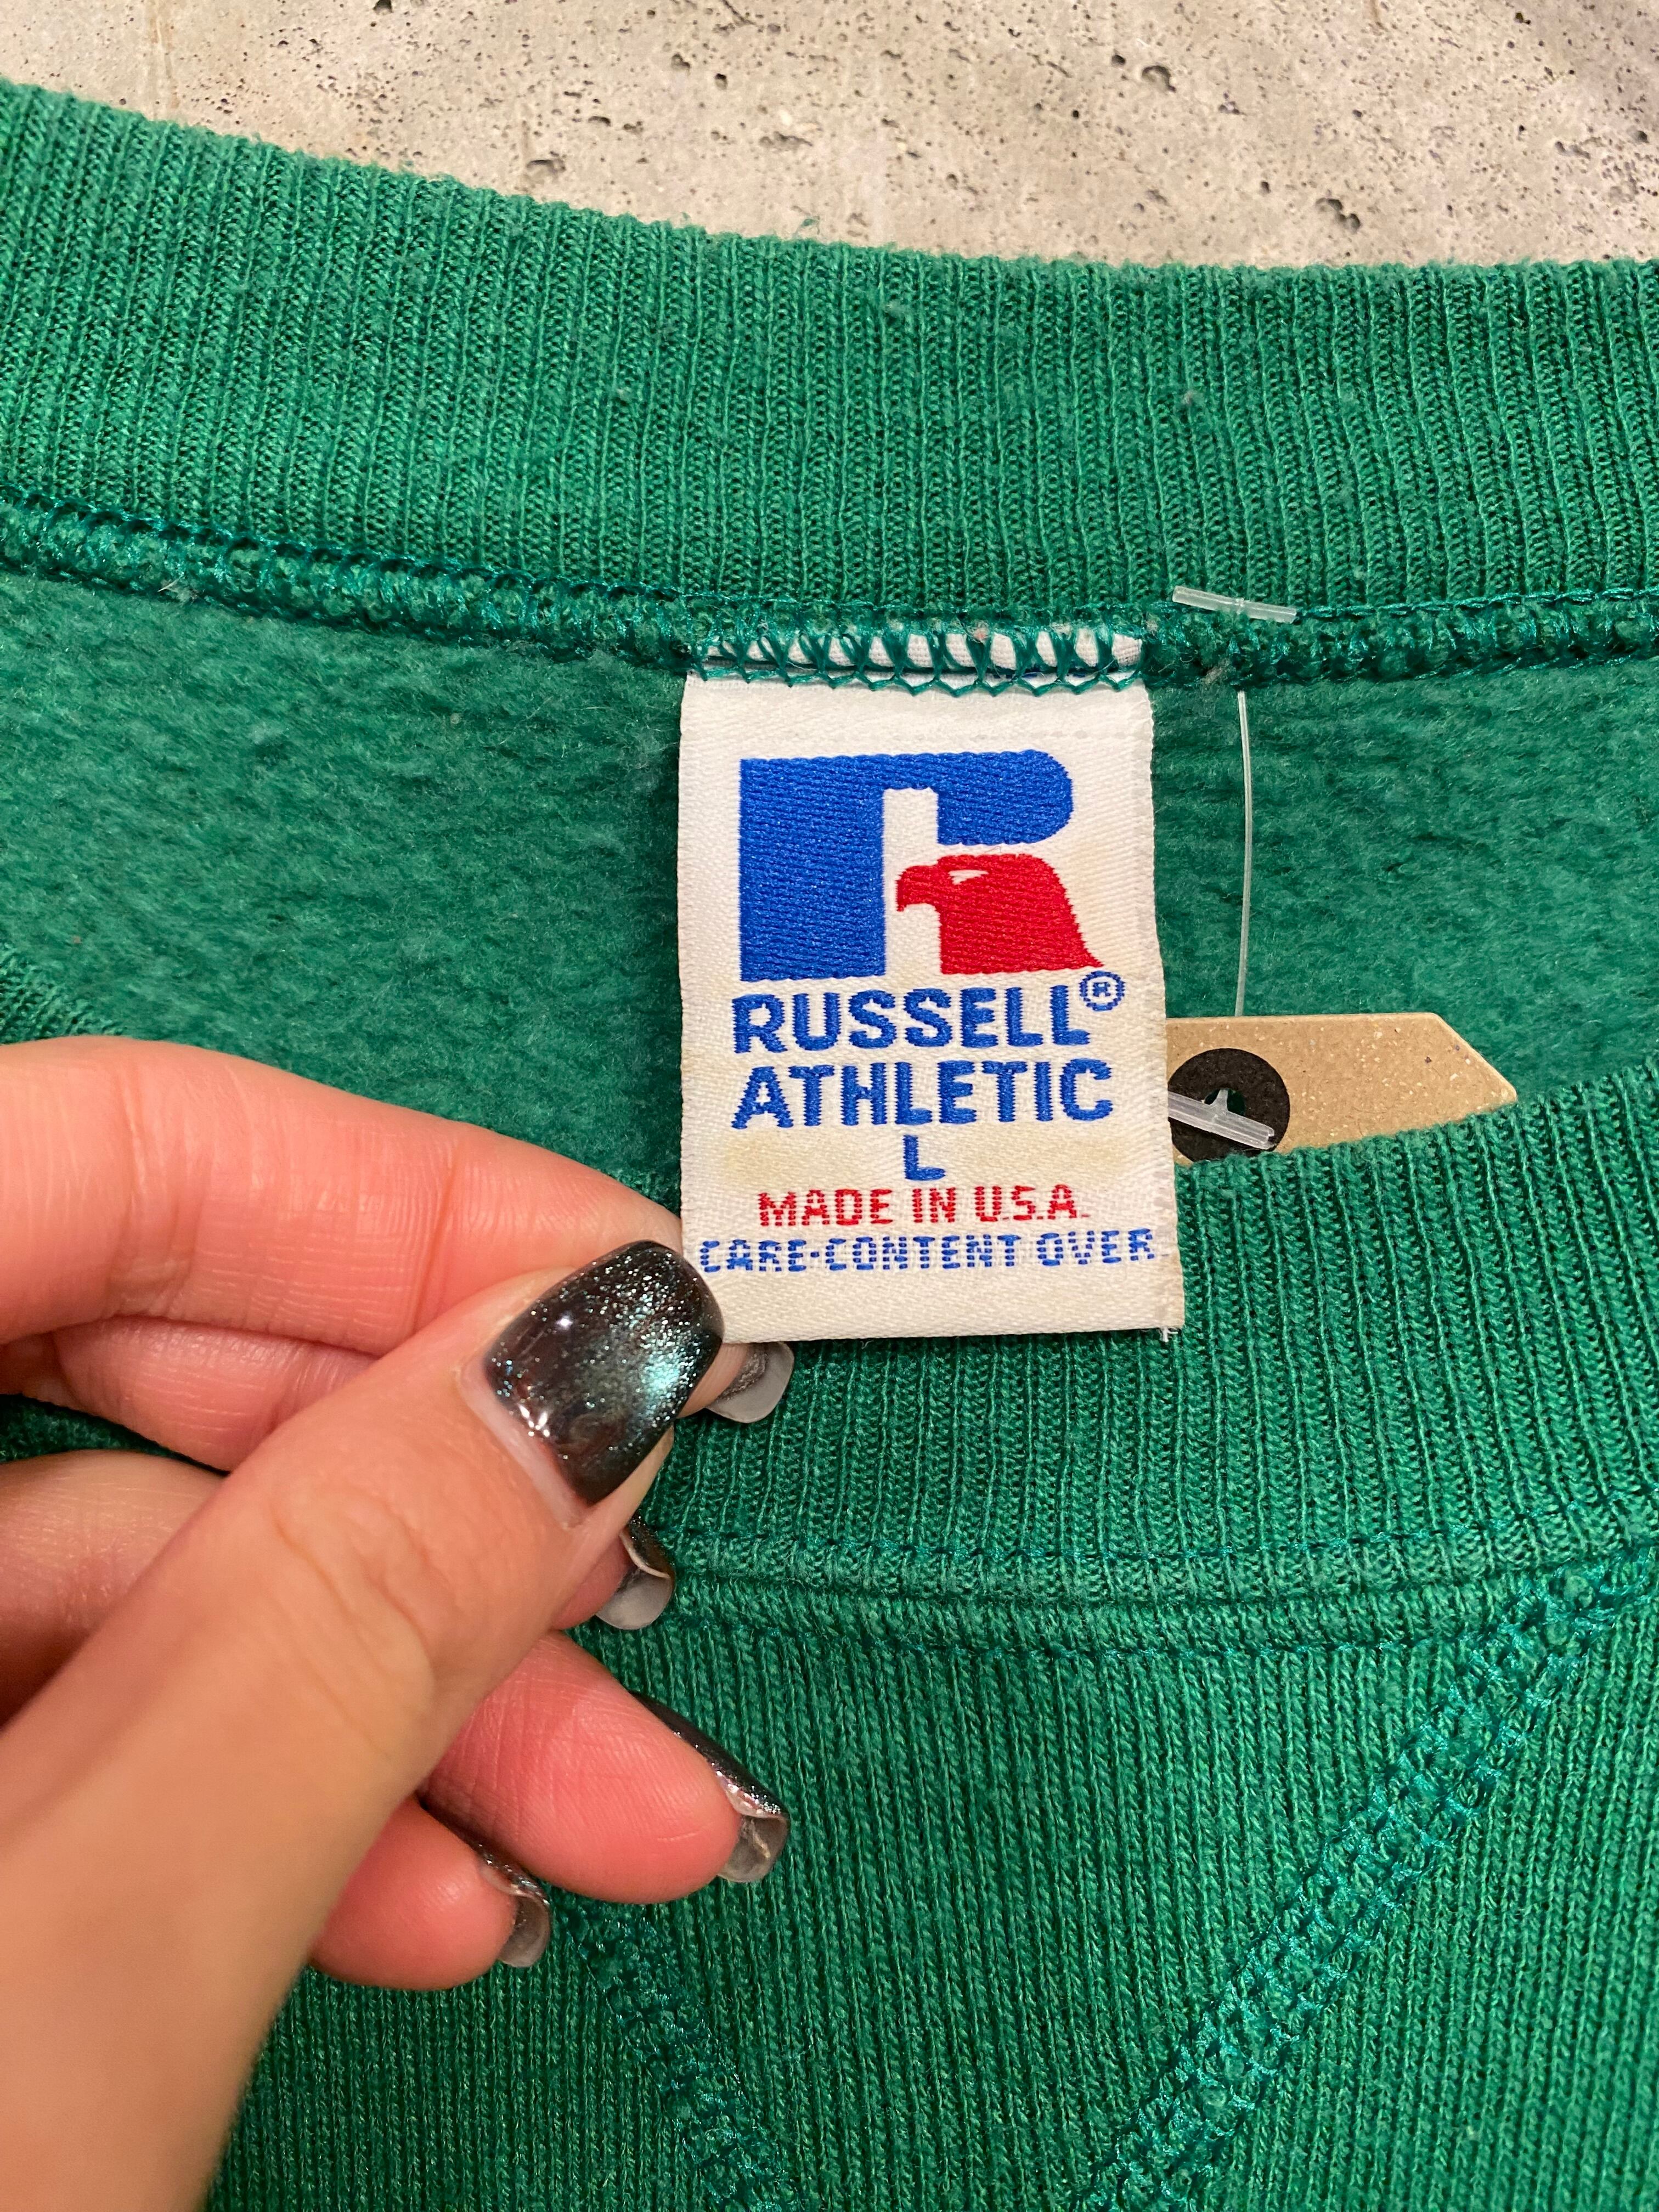 R
RUSSELL®
ATHLETIC
L
MADE IN U.S.A.
CARE-CONTENT OVER